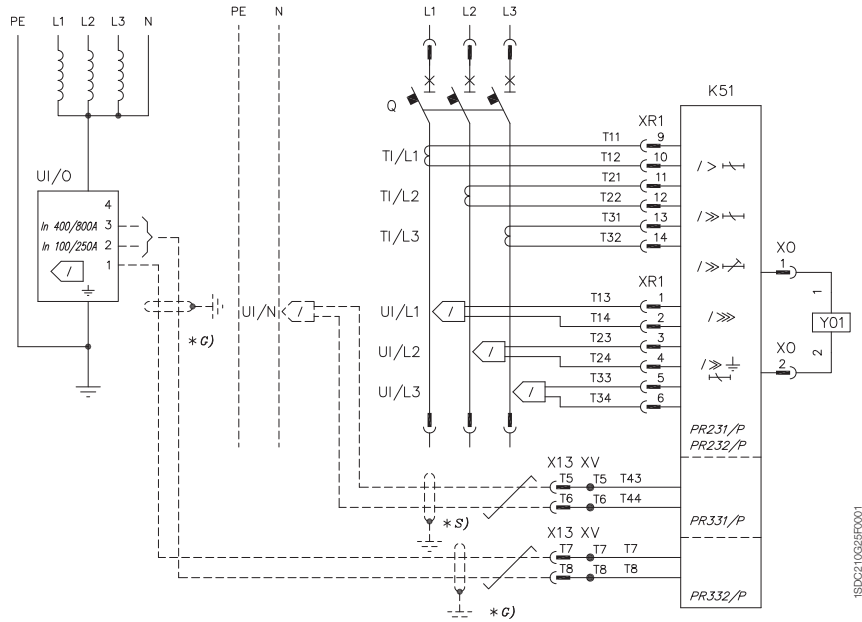 PE L1 L2 L3 N
PE N
L1 L2 L3
K51
Q
XR1
T11 9
TI/L1
T12 10
T21 11
TI/L2
T22 12
T31 13
TI/L3
T32 14
/>
/≫
/≫
/⋙
/≫
UI/O
4
In 400/800A 3
In 100/250A 2
1
/
* G)
UI/N /
XR1
T13 1
UI/L1 /
T14 2
T23 3
UI/L2 /
T24 4
T33 5
UI/L3 /
T34 6
XO
1
1
Y01
2
XO
2
PR231/P
PR232/P
X13 XV
T5 T5 T43
T6 T6 T44
* S)
PR331/P
X13 XV
T7 T7 T7
T8 T8 T8
* G)
PR332/P
1SDC210G25F0001